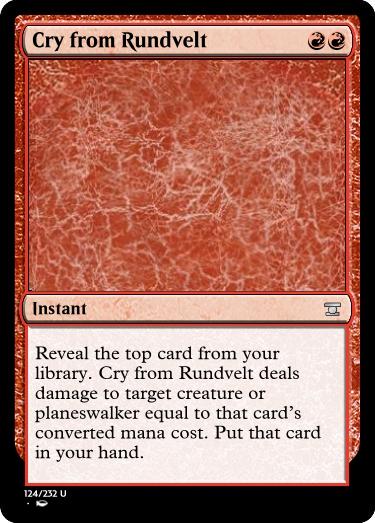 Cry from Rundvelt
Instant
Reveal the top card from your
library. Cry from Rundvelt deals
damage to target creature or
planeswalker equal to that card's
converted mana cost. Put that card
in your hand.
124/232 U